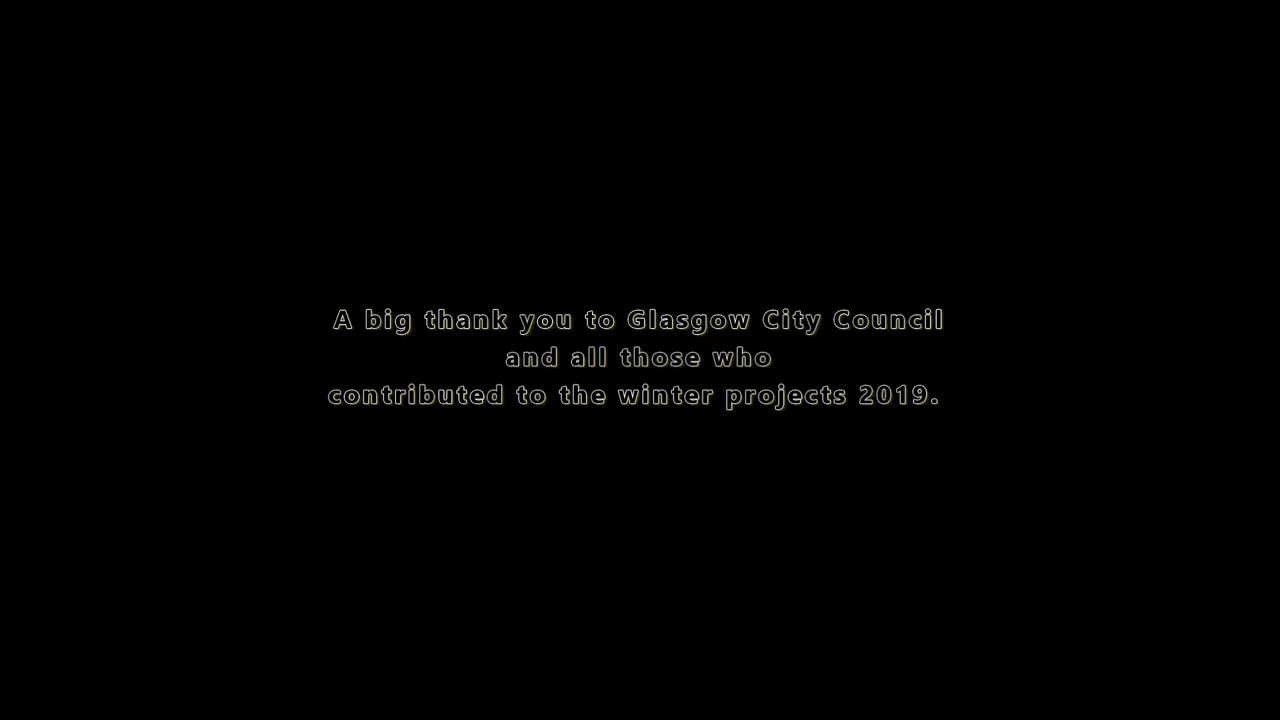 A big thank you to Glasgow City Council
and all those who
contributed to the winter projects 2019.